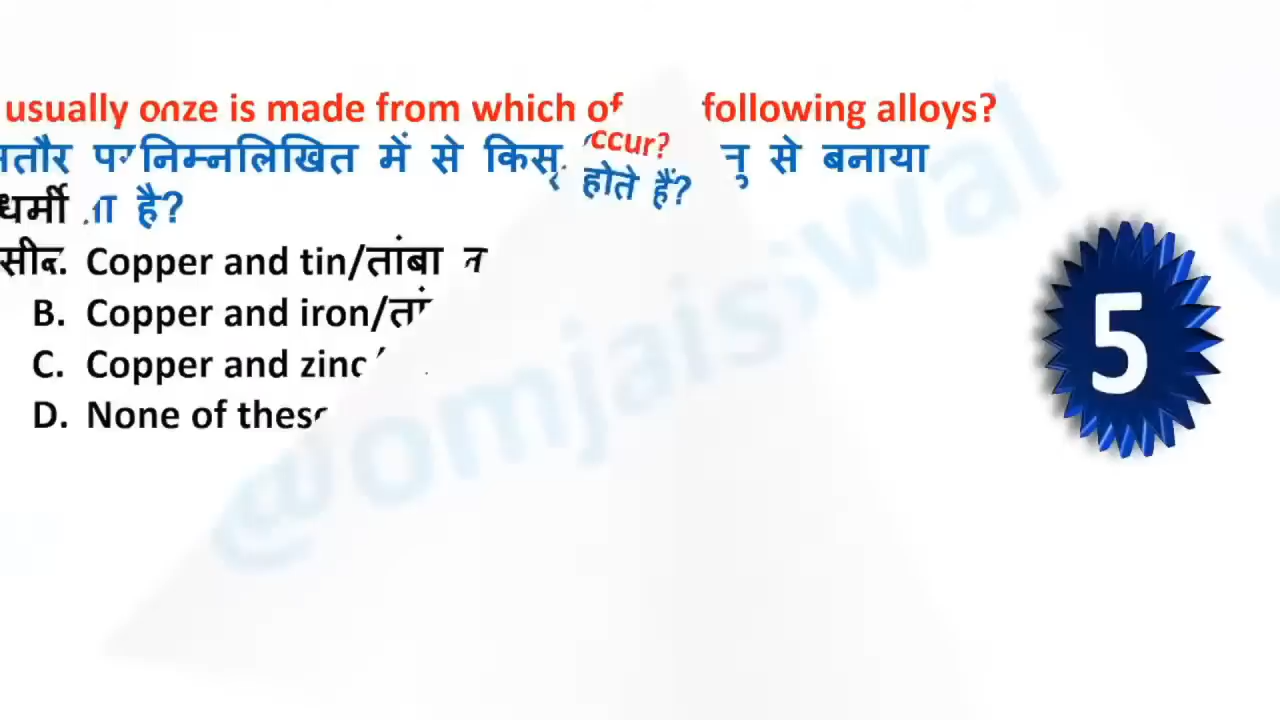 usually onze is made from which of following alloys?
ccur?
निम्नलिखित में से किस से बनाया
होते हैं?
धर्मी है?
Copper and tin/तांबा
B. Copper and iron/तां
C. Copper and zinc
D. None of these
5
@omjaiswal